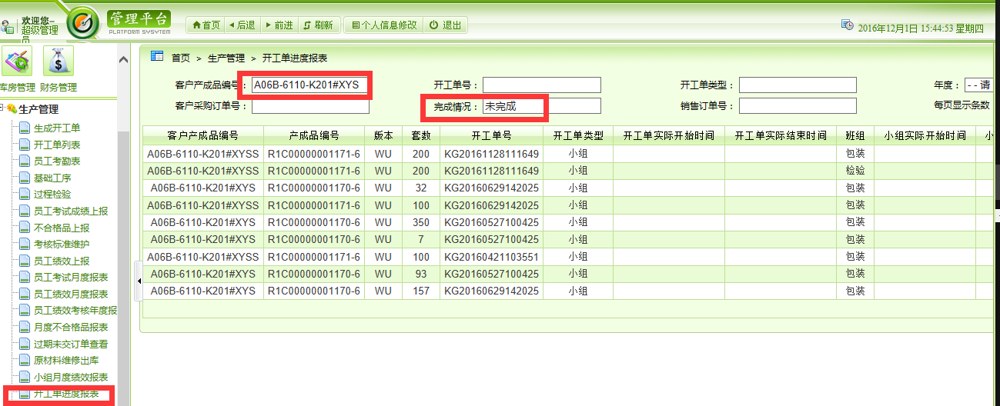 欢迎您--
超级管理
员
管理平台
PLATFORM SYSYTEM
首页 后退 前进 刷新 个人信息修改 退出
2016年12月1日 15:44:53 星期四
库房管理 财务管理
生产管理
生成开工单
开工单列表
员工考勤表
基础工序
过程检验
员工考试成绩上报
不合格品上报
考核标准维护
员工绩效上报
员工考试月度报表
员工绩效月度报表
员工绩效考核年度报
月度不合格品报表
过期未交订单查看
原材料维修出库
小组月度绩效报表
开工单进度报表
首页 > 生产管理 > 开工单进度报表
客户产成品编号： A06B-6110-K201#XYS 开工单号： 开工单类型： 年度： --请
客户采购订单号： 完成情况： 未完成 销售订单号： 每页显示条数
客户产成品编号 产成品编号 版本 套数 开工单号 开工单类型 开工单实际开始时间 开工单实际结束时间 班组 小组实际开始时间 小
A06B-6110-K201#XYSS R1C00000001171-6 WU 200 KG20161128111649 小组 包装
A06B-6110-K201#XYSS R1C00000001171-6 WU 200 KG20161128111649 小组 检验
A06B-6110-K201#XYS R1C00000001170-6 WU 32 KG20160629142025 小组 包装
A06B-6110-K201#XYSS R1C00000001171-6 WU 100 KG20160629142025 小组 包装
A06B-6110-K201#XYS R1C00000001170-6 WU 350 KG20160527100425 小组 包装
A06B-6110-K201#XYS R1C00000001170-6 WU 7 KG20160527100425 小组 包装
A06B-6110-K201#XYSS R1C00000001171-6 WU 100 KG20160421103551 小组 包装
A06B-6110-K201#XYS R1C00000001170-6 WU 93 KG20160527100425 小组 包装
A06B-6110-K201#XYS R1C00000001170-6 WU 157 KG20160629142025 小组 包装